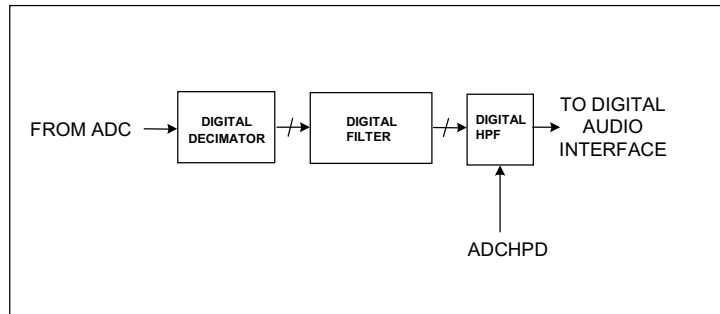 FROM ADC
DIGITAL
DECIMATOR
DIGITAL
FILTER
DIGITAL
HPF
TO DIGITAL
AUDIO
INTERFACE
ADCHPD